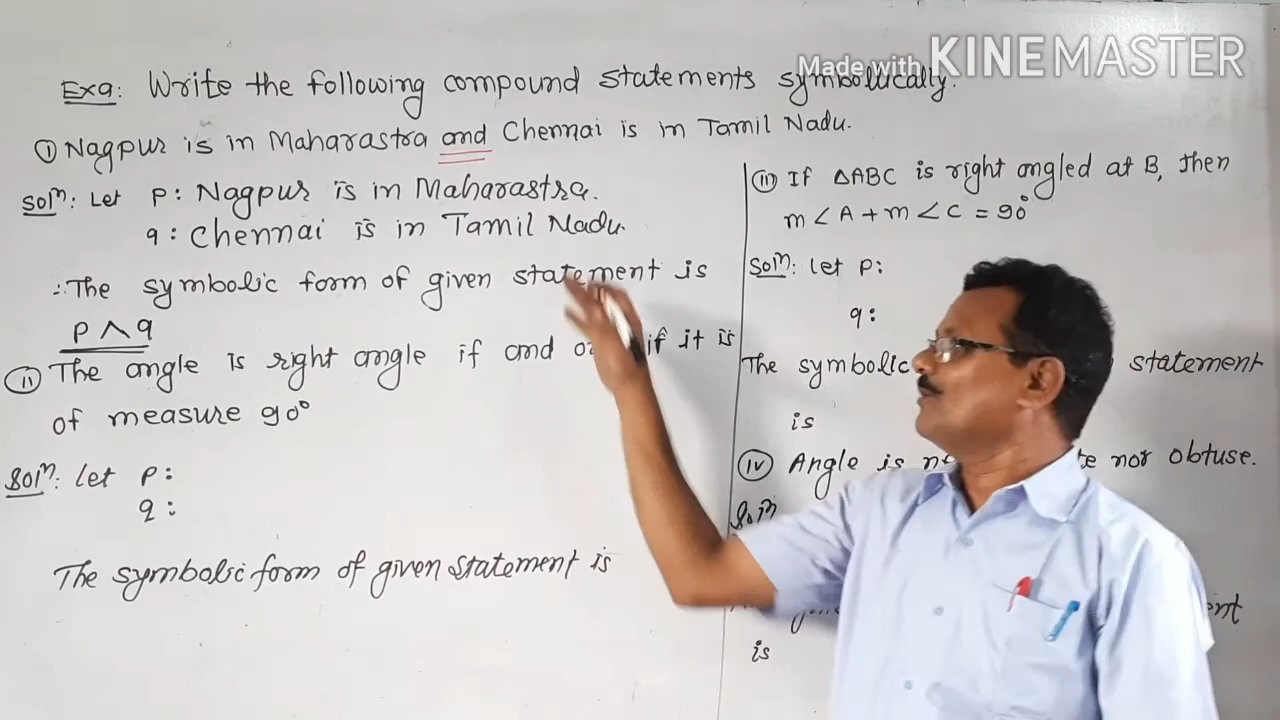 Made with KINEMASTER
Exa: Write the following compound statements symbolically.
① Nagpur is in Maharastra and Chennai is in Tamil Nadu.
Solⁿ: Let p: Nagpur is in Maharastra.
q: Chennai is in Tamil Nadu.
∴ The symbolic form of given statement is
p ∧ q
ⓘⓘ The angle is right angle if and if it is
of measure 90°
Solⁿ: let p:
q:
The symbolic form of given statement is
ⓘⓘⓘ If △ABC is right angled at B, then
m∠A + m∠C = 90°
Solⁿ: let p:
q:
The symbolic statement
is
ⓘⓥ Angle is nor obtuse.
Solⁿ
is